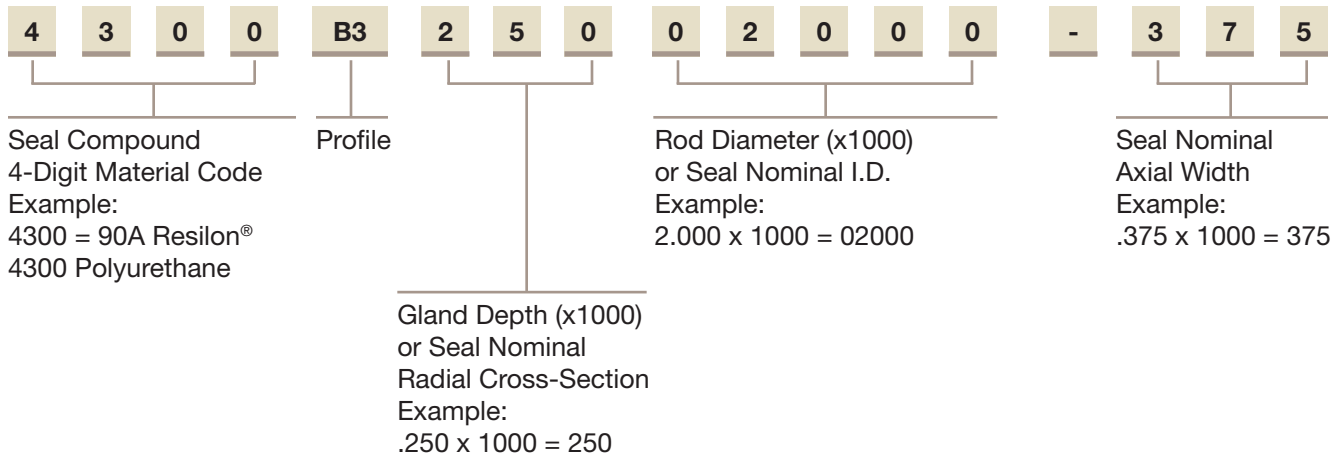 4 3 0 0 B3 2 5 0 0 2 0 0 0 - 3 7 5
Seal Compound
4-Digit Material Code
Example:
4300 = 90A Resilon®
4300 Polyurethane
Profile
Gland Depth (x1000)
or Seal Nominal
Radial Cross-Section
Example:
.250 x 1000 = 250
Rod Diameter (x1000)
or Seal Nominal I.D.
Example:
2.000 x 1000 = 02000
Seal Nominal
Axial Width
Example:
.375 x 1000 = 375